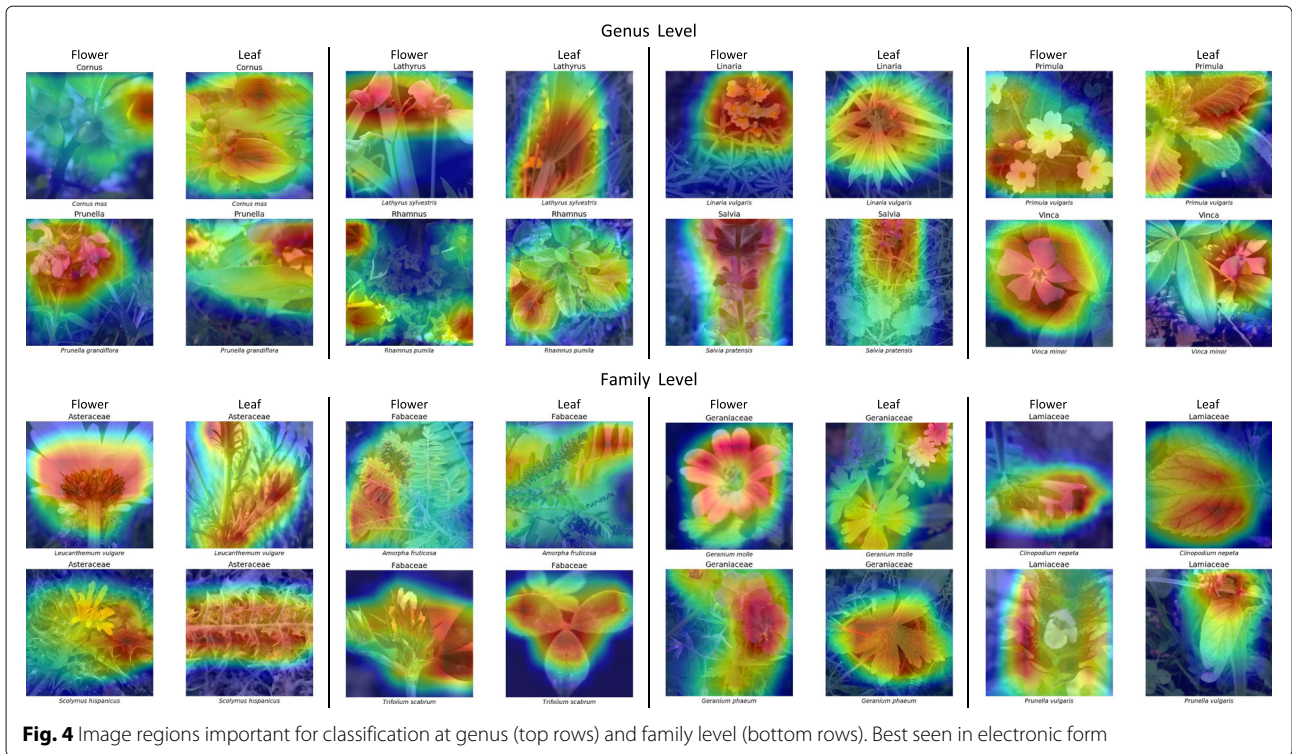 Genus Level
Flower Leaf Flower Leaf Flower Leaf Flower Leaf
Cornus Cornus Lathyrus Lathyrus Linaria Linaria Primula Primula
Cornus mas Cornus mas Lathyrus sylvestris Lathyrus sylvestris Linaria vulgaris Linaria vulgaris Primula vulgaris Primula vulgaris
Prunella Prunella Rhamnus Rhamnus Salvia Salvia Vinca Vinca
Prunella grandiflora Prunella grandiflora Rhamnus pumila Rhamnus pumila Salvia pratensis Salvia pratensis Vinca minor Vinca minor
Family Level
Flower Leaf Flower Leaf Flower Leaf Flower Leaf
Asteraceae Asteraceae Fabaceae Fabaceae Geraniaceae Geraniaceae Lamiaceae Lamiaceae
Leucanthemum vulgare Leucanthemum vulgare Amorpha fruticosa Amorpha fruticosa Geranium molle Geranium molle Clinopodium nepeta Clinopodium nepeta
Asteraceae Asteraceae Fabaceae Fabaceae Geraniaceae Geraniaceae Lamiaceae Lamiaceae
Scolymus hispanicus Scolymus hispanicus Trifolium scabrum Trifolium scabrum Geranium phaeum Geranium phaeum Prunella vulgaris Prunella vulgaris
Fig. 4 Image regions important for classification at genus (top rows) and family level (bottom rows). Best seen in electronic form